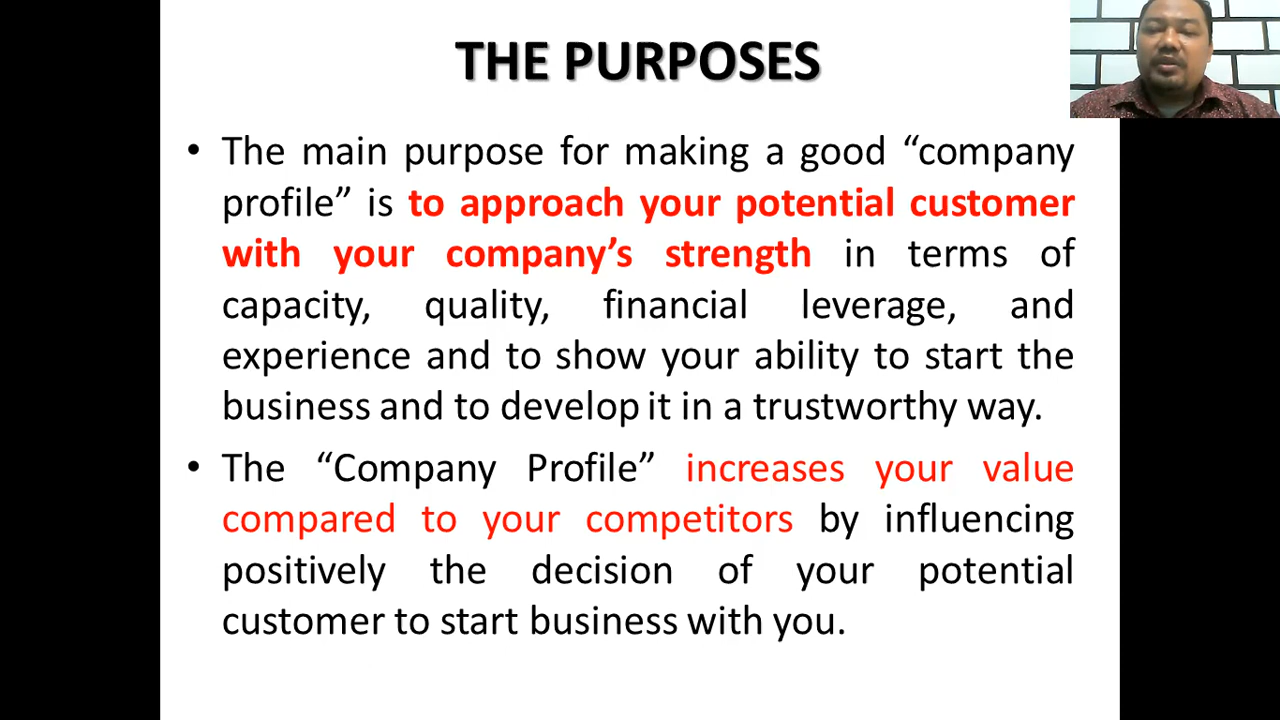 THE PURPOSES
• The main purpose for making a good “company
profile” is to approach your potential customer
with your company’s strength in terms of
capacity, quality, financial leverage, and
experience and to show your ability to start the
business and to develop it in a trustworthy way.
• The “Company Profile” increases your value
compared to your competitors by influencing
positively the decision of your potential
customer to start business with you.